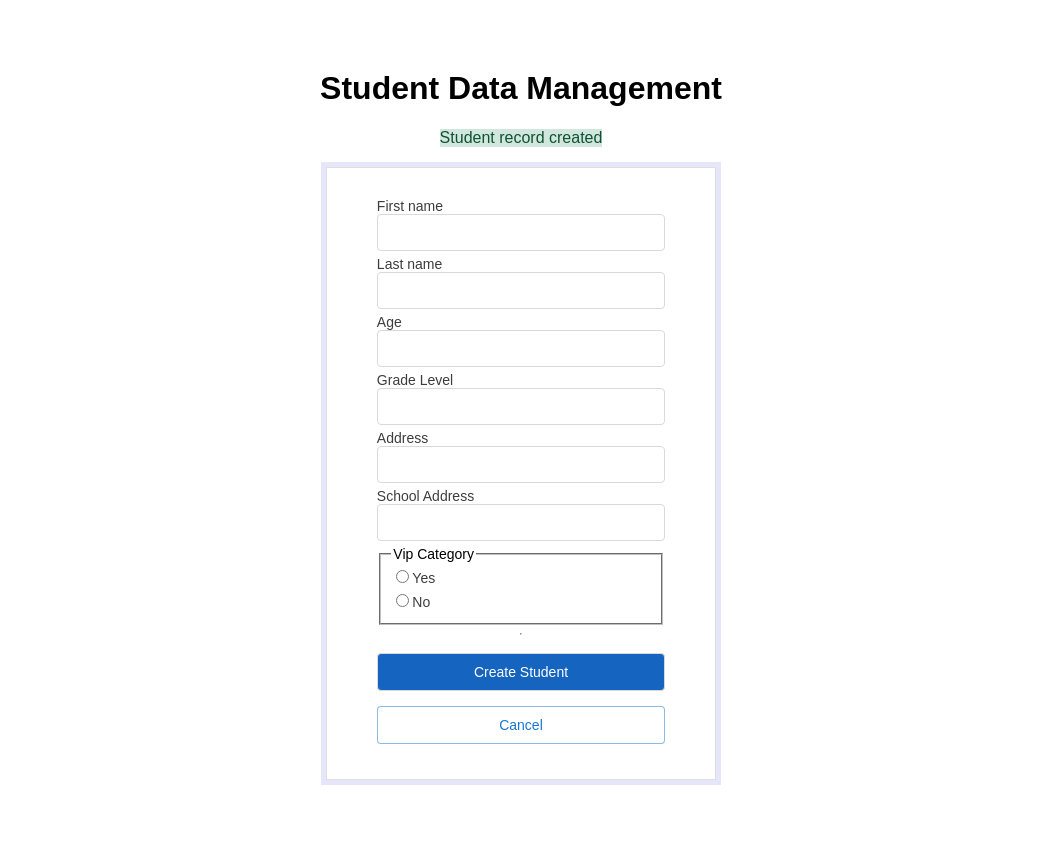 Student Data Management
Student record created
First name
Last name
Age
Grade Level
Address
School Address
Vip Category
Yes
No
Create Student
Cancel